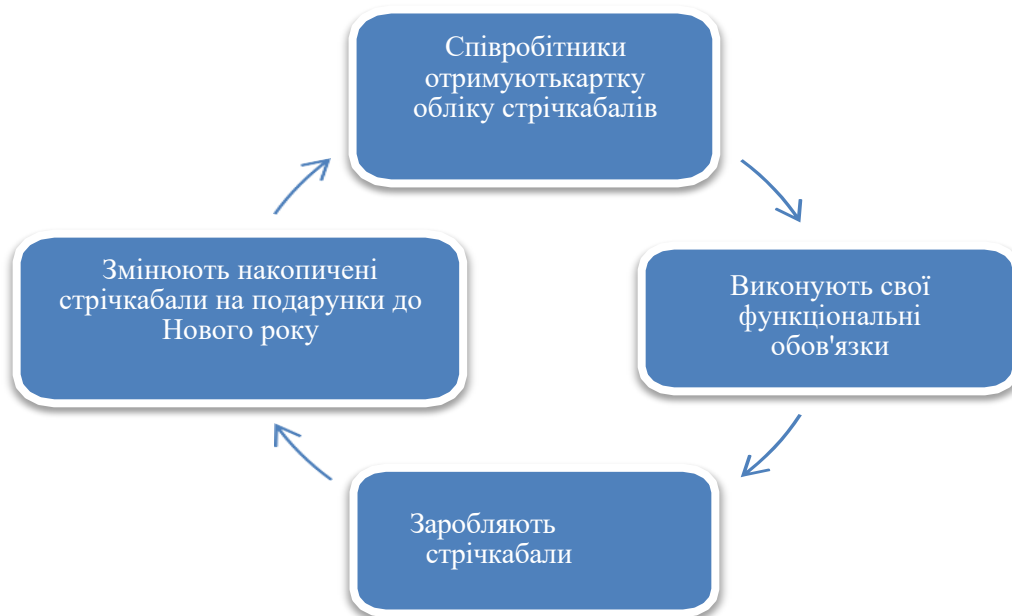 Співробітники
отримуютькартку
обліку стрічкабалів
Виконують свої
функціональні
обов'язки
Заробляють
стрічкабали
Змінюють накопичені
стрічкабали на подарунки до
Нового року